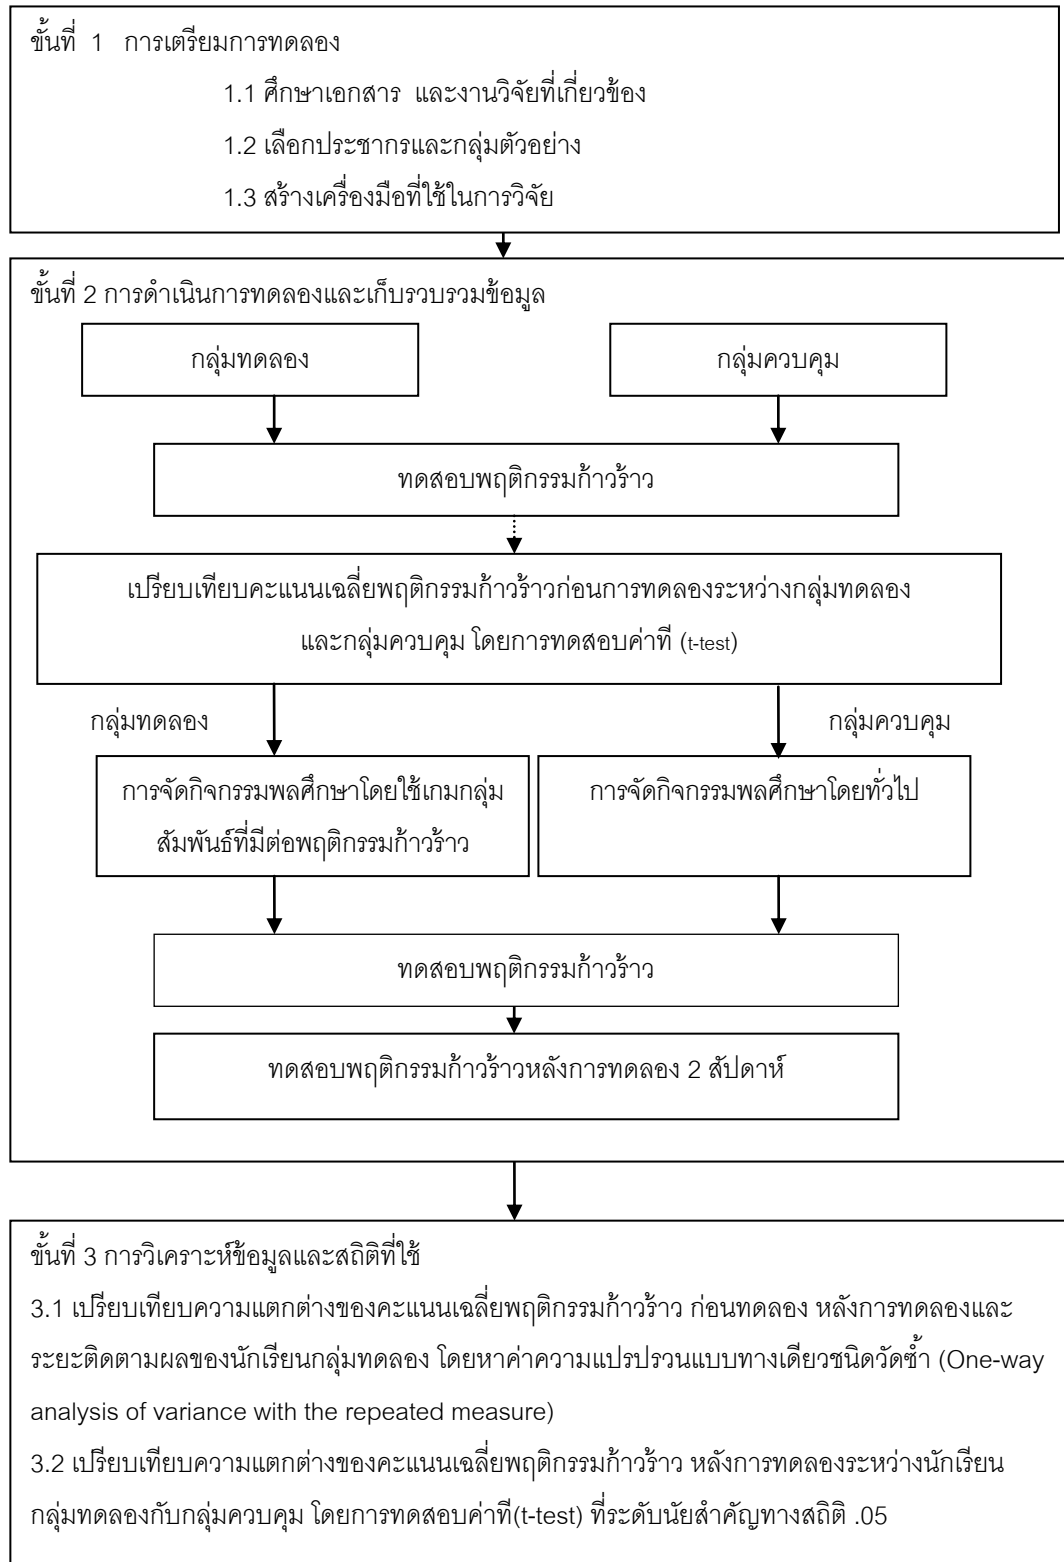 ขั้นที่ 1 การเตรียมการทดลอง
1.1 ศึกษาเอกสาร และงานวิจัยที่เกี่ยวข้อง
1.2 เลือกประชากรและกลุ่มตัวอย่าง
1.3 สร้างเครื่องมือที่ใช้ในการวิจัย
ขั้นที่ 2 การดำเนินการทดลองและเก็บรวบรวมข้อมูล
กลุ่มทดลอง
กลุ่มควบคุม
ทดสอบพฤติกรรมก้าวร้าว
เปรียบเทียบคะแนนเฉลี่ยพฤติกรรมก้าวร้าวก่อนการทดลองระหว่างกลุ่มทดลอง
และกลุ่มควบคุม โดยการทดสอบค่าที (t-test)
กลุ่มทดลอง
กลุ่มควบคุม
การจัดกิจกรรมพลศึกษาโดยใช้เกมกลุ่ม
สัมพันธ์ที่มีต่อพฤติกรรมก้าวร้าว
การจัดกิจกรรมพลศึกษาโดยทั่วไป
ทดสอบพฤติกรรมก้าวร้าว
ทดสอบพฤติกรรมก้าวร้าวหลังการทดลอง 2 สัปดาห์
ขั้นที่ 3 การวิเคราะห์ข้อมูลและสถิติที่ใช้
3.1 เปรียบเทียบความแตกต่างของคะแนนเฉลี่ยพฤติกรรมก้าวร้าว ก่อนทดลอง หลังการทดลองและ
ระยะติดตามผลของนักเรียนกลุ่มทดลอง โดยหาค่าความแปรปรวนแบบทางเดียวชนิดวัดซ้ำ (One-way
analysis of variance with the repeated measure)
3.2 เปรียบเทียบความแตกต่างของคะแนนเฉลี่ยพฤติกรรมก้าวร้าว หลังการทดลองระหว่างนักเรียน
กลุ่มทดลองกับกลุ่มควบคุม โดยการทดสอบค่าที(t-test) ที่ระดับนัยสำคัญทางสถิติ .05